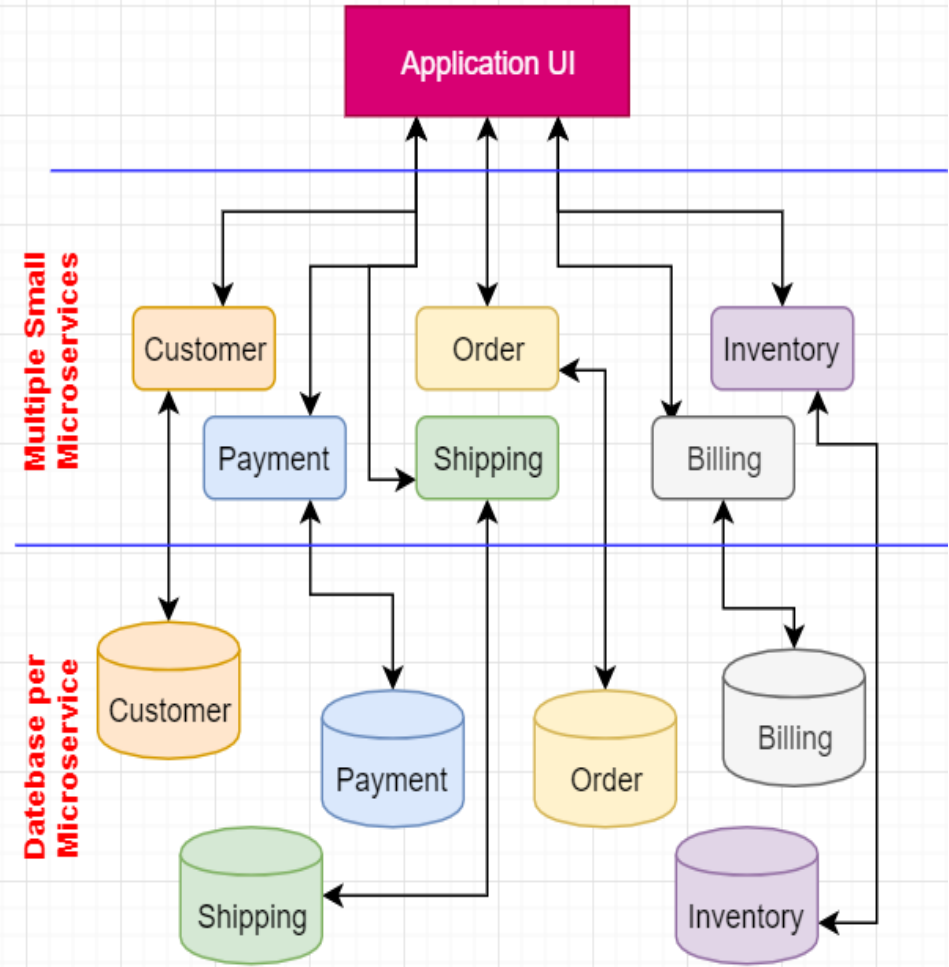 Application UI
Multiple Small
Microservices
Customer
Order
Inventory
Payment
Shipping
Billing
Datebase per
Microservice
Customer
Payment
Order
Billing
Shipping
Inventory